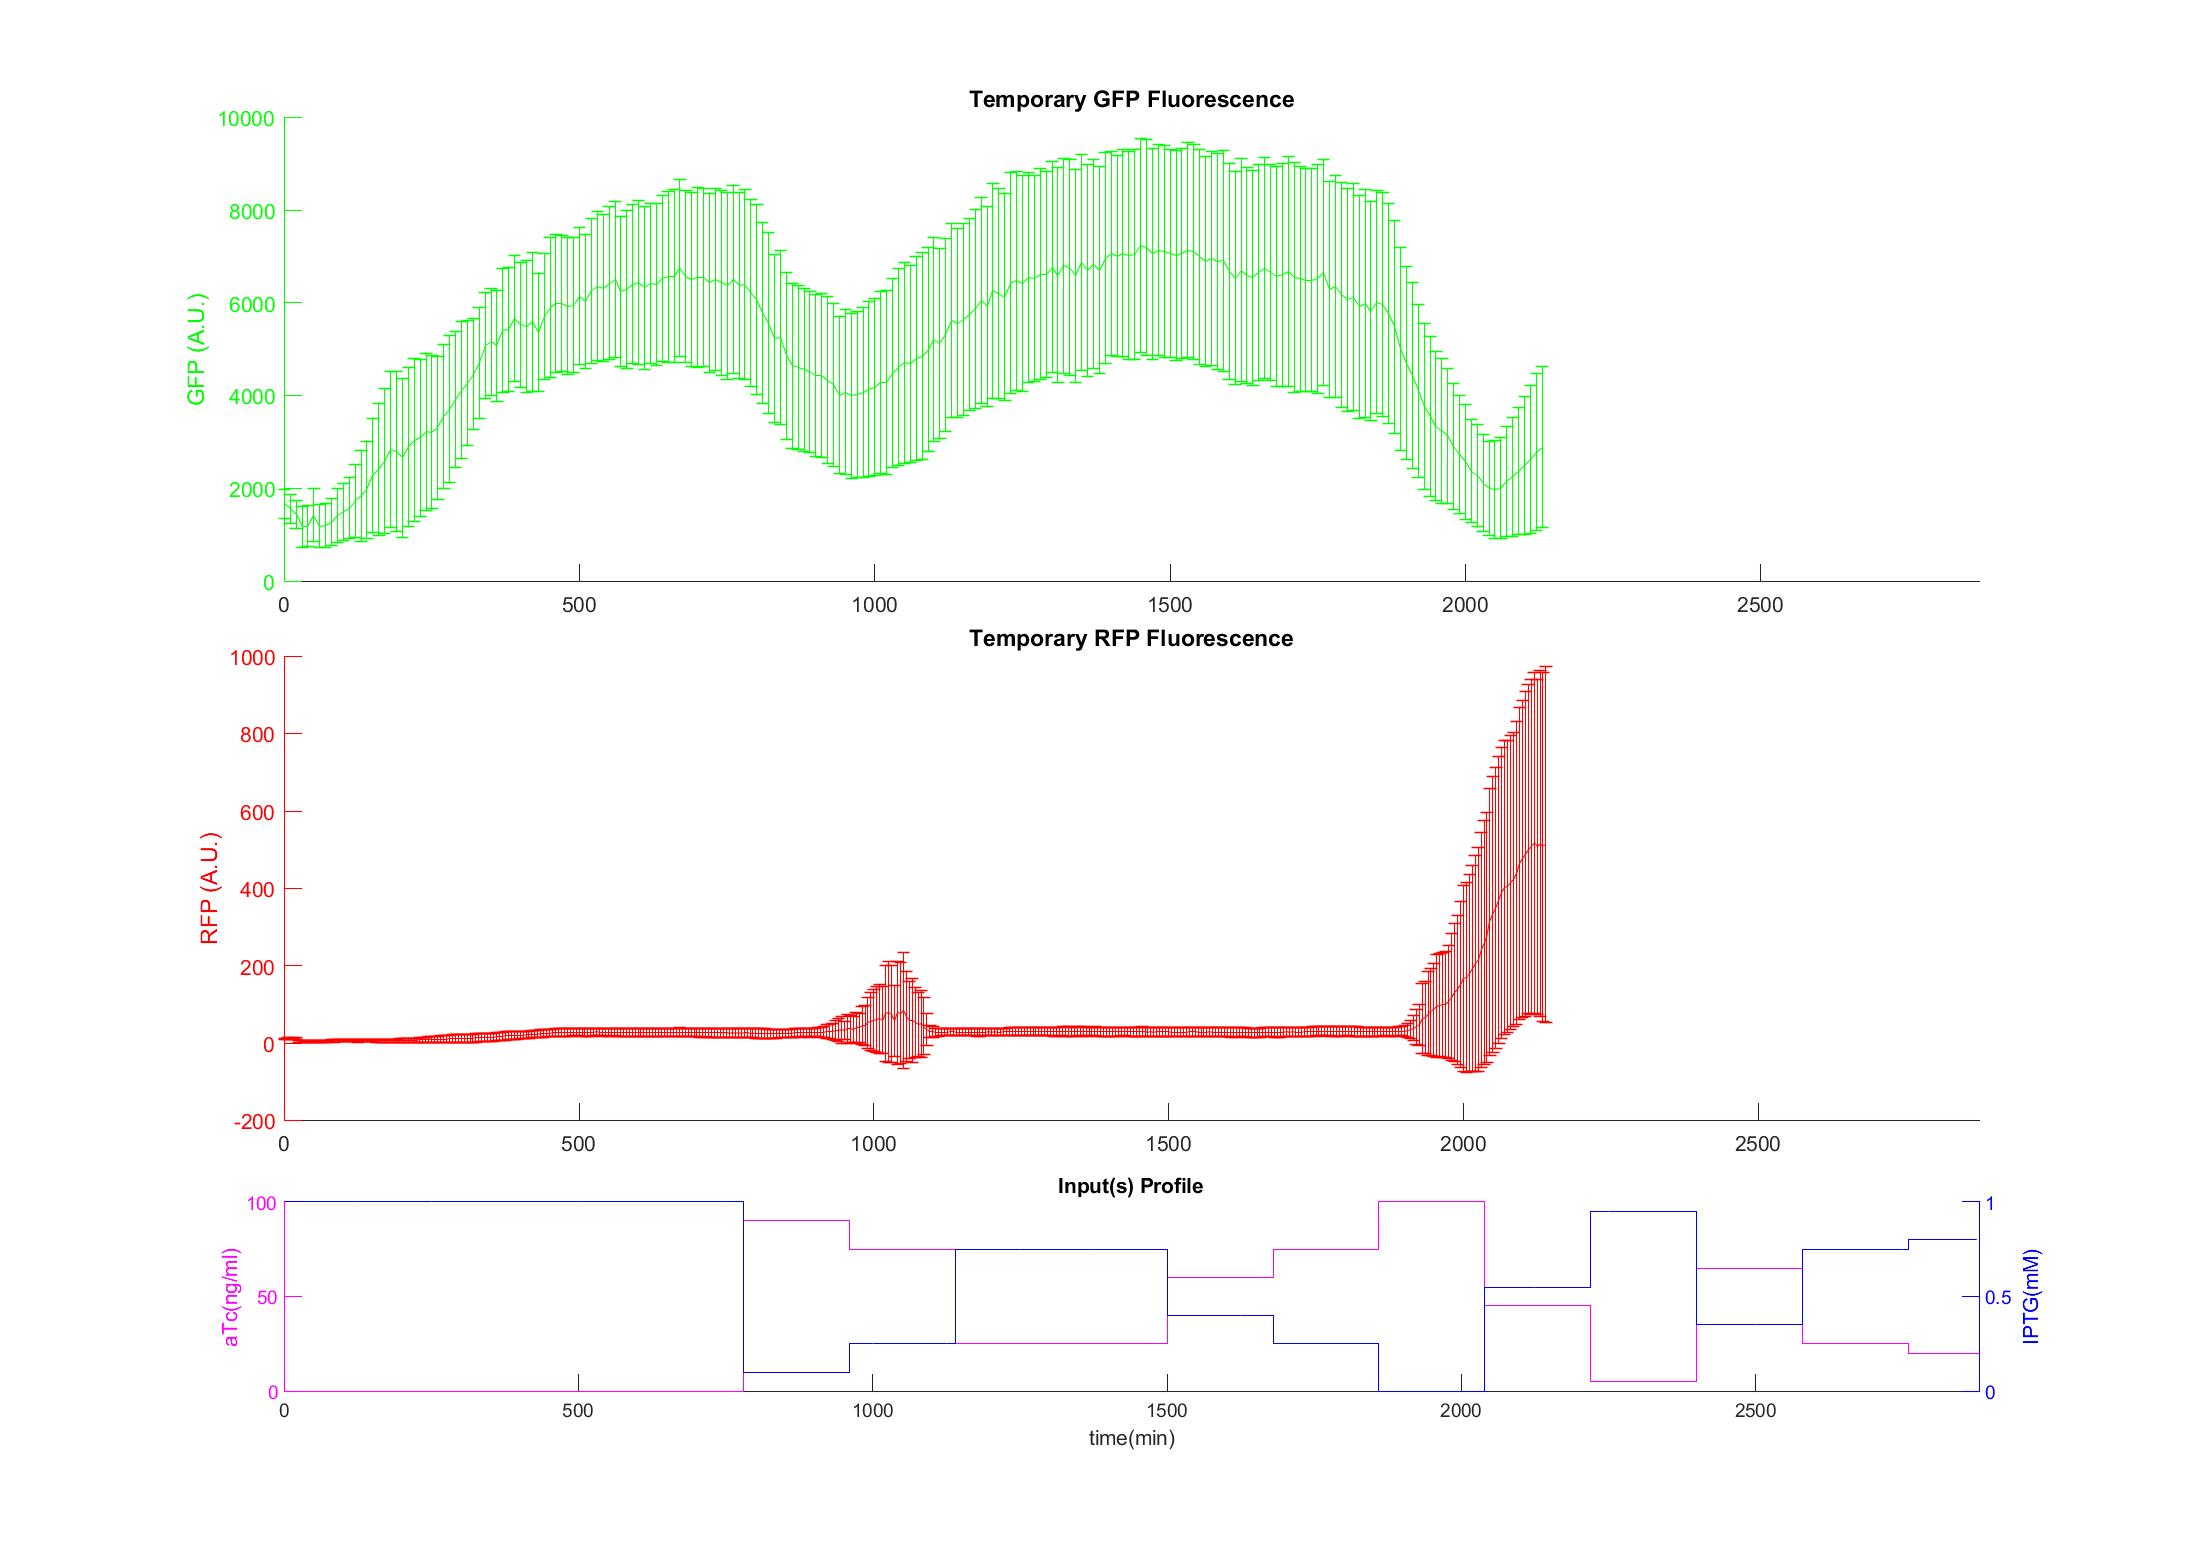 Temporary GFP Fluorescence
10000
8000
6000
4000
2000
0
GFP (A.U.)
0 500 1000 1500 2000 2500
Temporary RFP Fluorescence
1000
800
600
400
200
0
-200
RFP (A.U.)
0 500 1000 1500 2000 2500
Input(s) Profile
100
50
0
aTc(ng/ml)
1
0.5
0
IPTG(mM)
0 500 1000 1500 2000 2500
time(min)